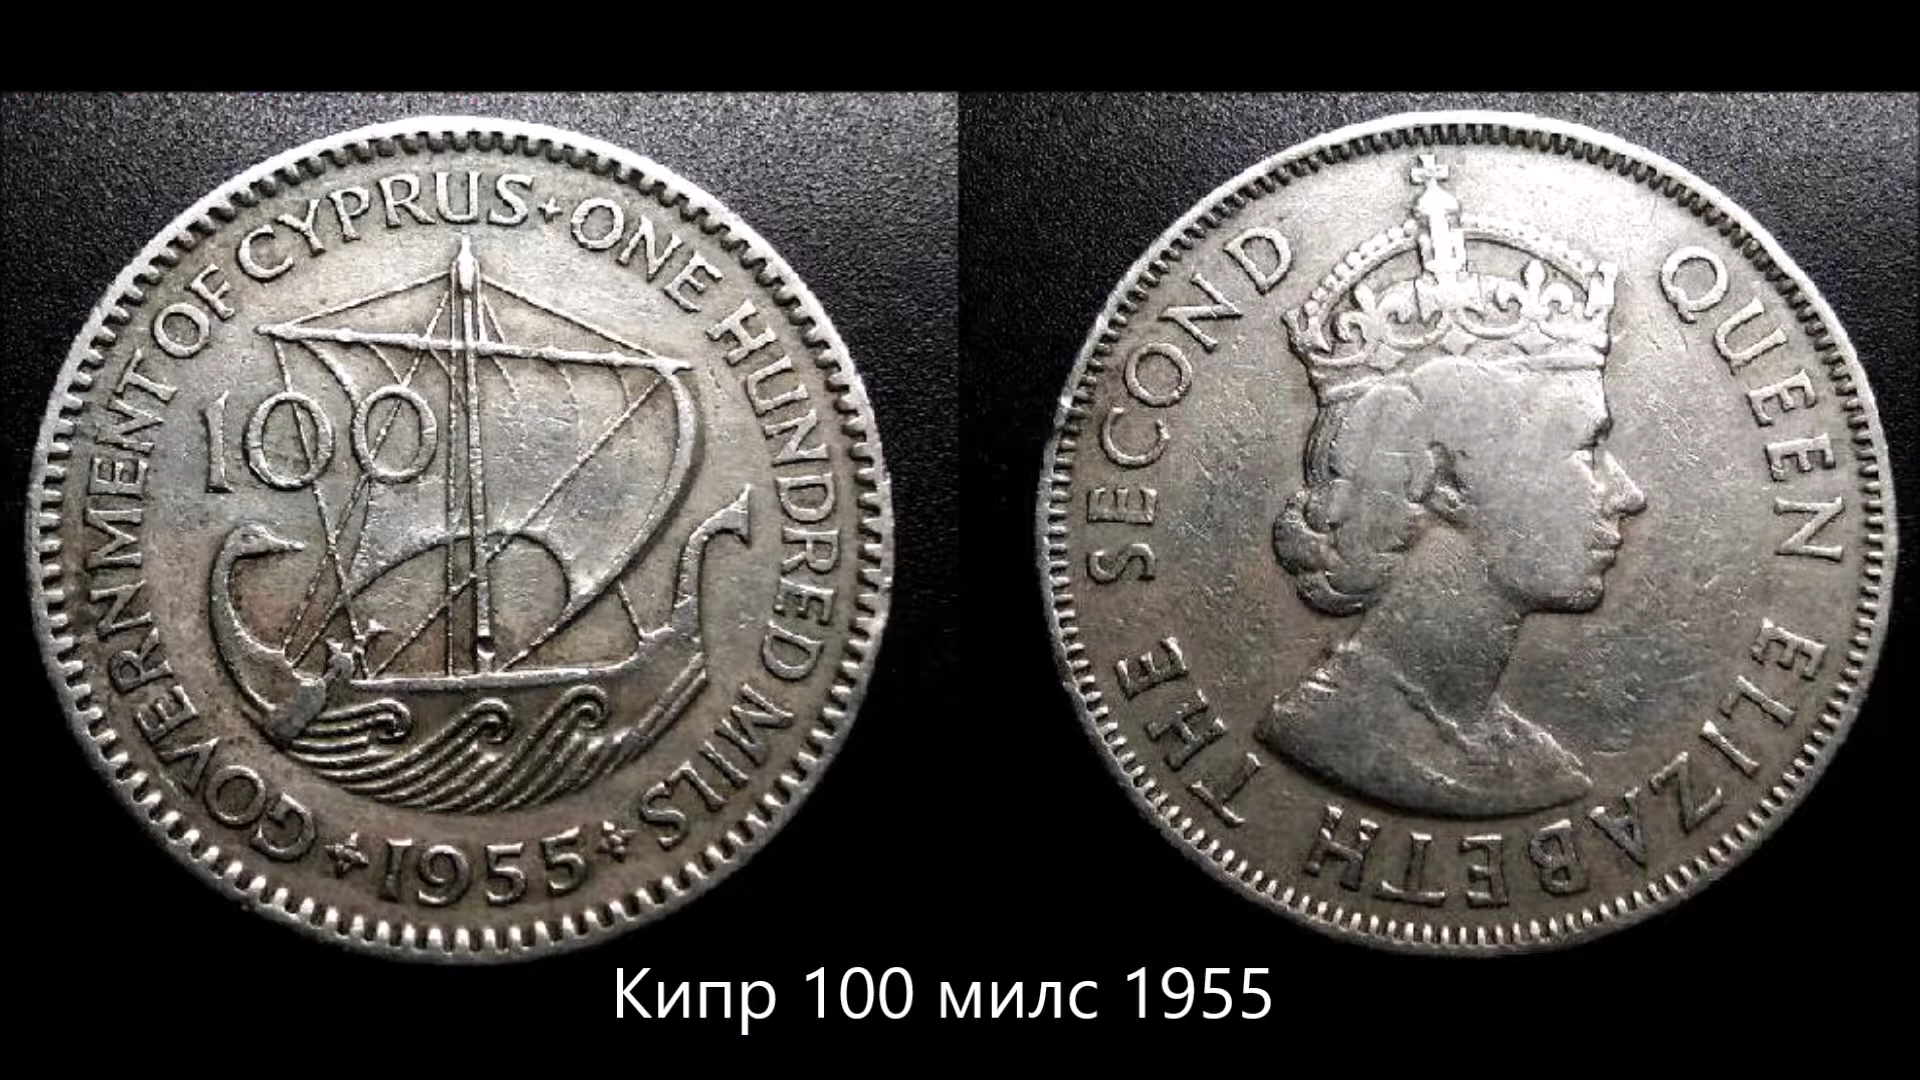 GOVERNMENT OF CYPRUS ONE HUNDRED MILS
100
1955
QUEEN ELIZABETH THE SECOND
Кипр 100 милс 1955